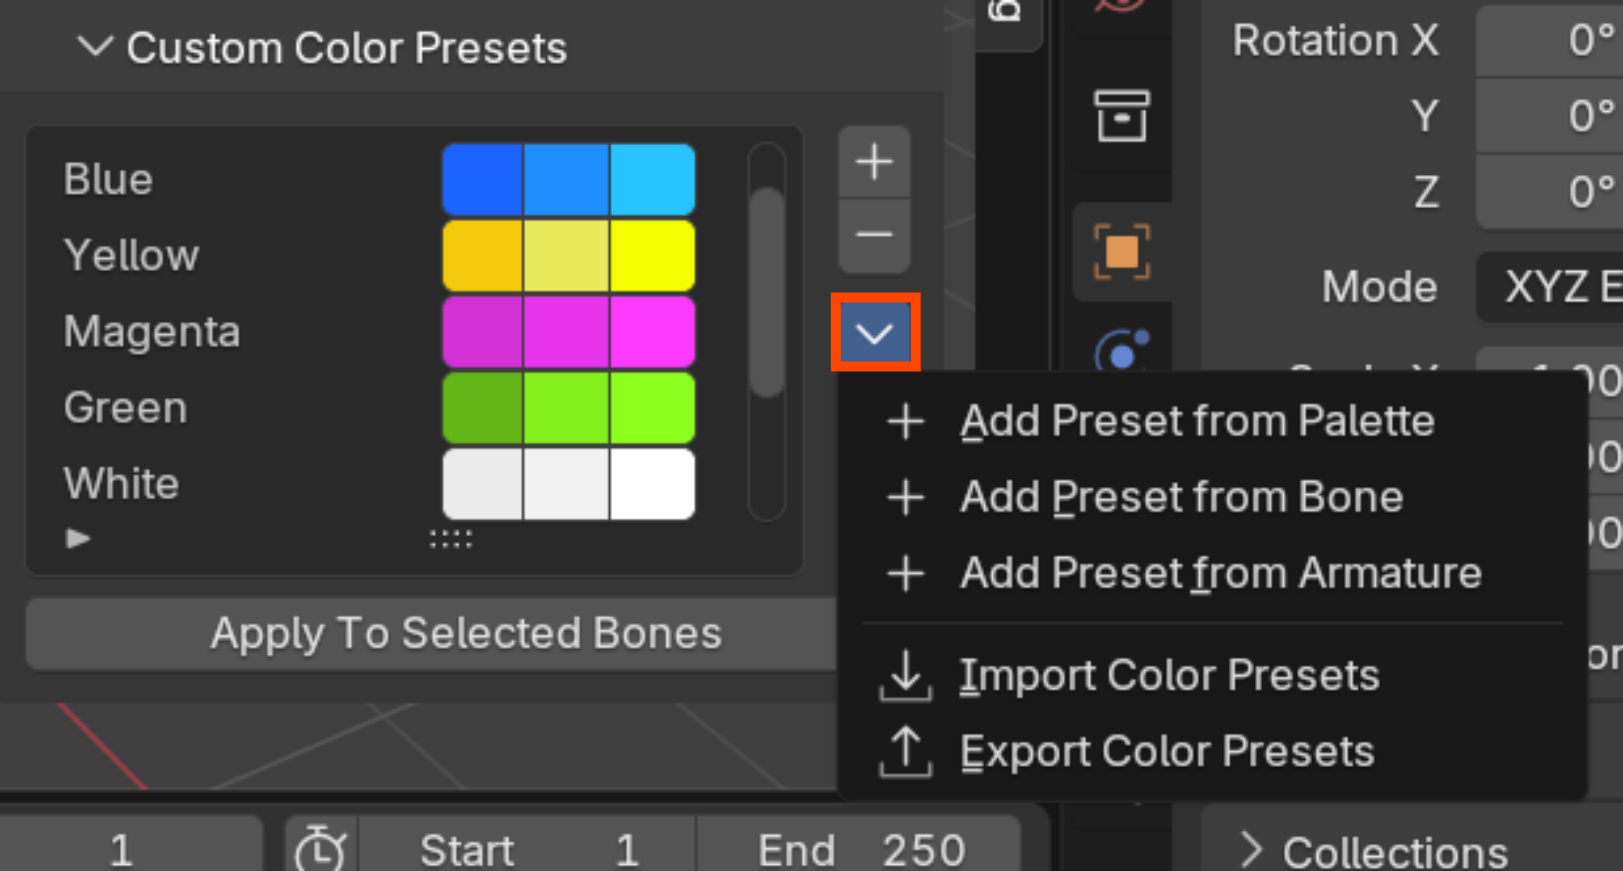 Custom Color Presets
Blue
Yellow
Magenta
Green
White
Apply To Selected Bones
Add Preset from Palette
Add Preset from Bone
Add Preset from Armature
Import Color Presets
Export Color Presets
Rotation X 0°
Y 0°
Z 0°
Mode XYZ E
1 Start 1 End 250
Collections